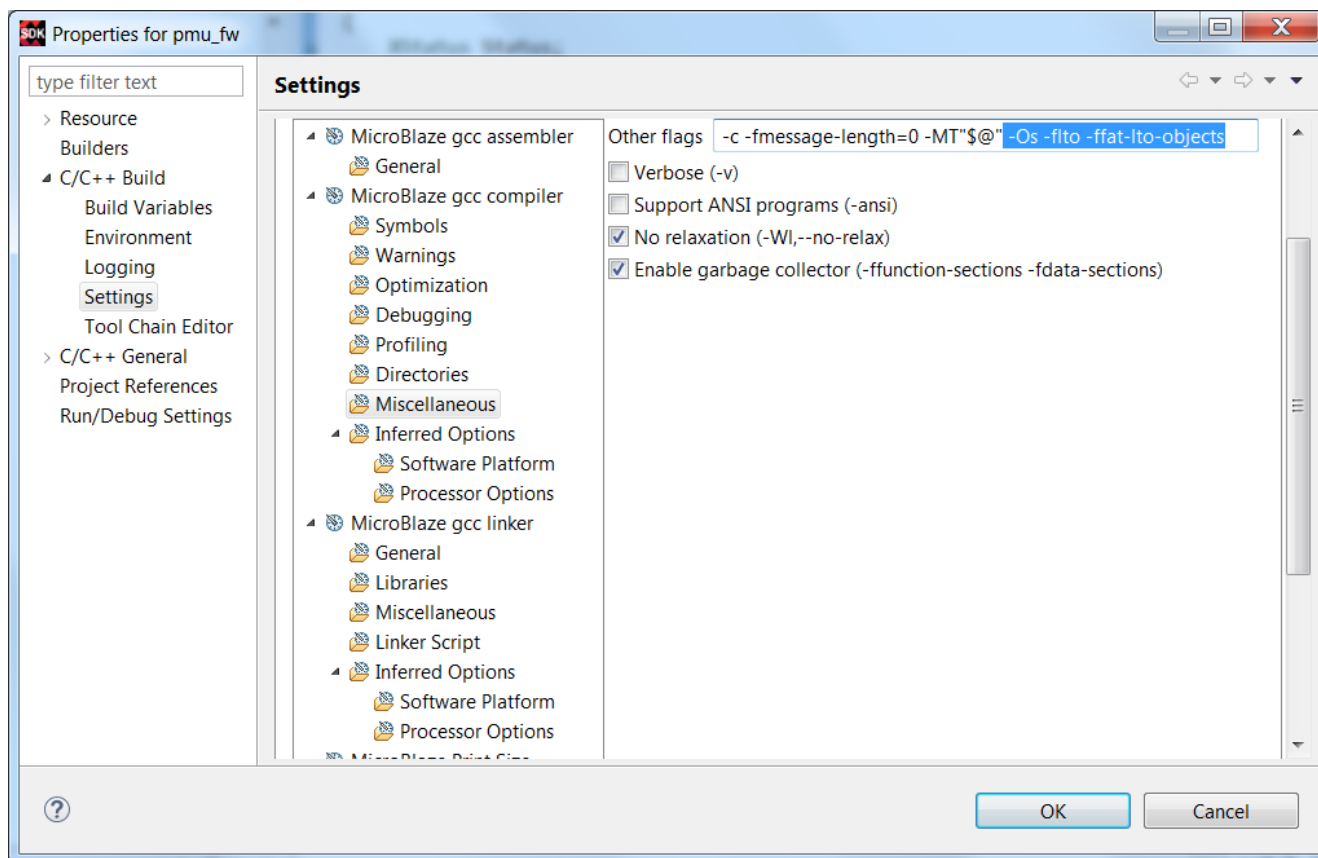 SDK Properties for pmu_fw
type filter text
Resource
Builders
C/C++ Build
Build Variables
Environment
Logging
Settings
Tool Chain Editor
C/C++ General
Project References
Run/Debug Settings
Settings
MicroBlaze gcc assembler
General
MicroBlaze gcc compiler
Symbols
Warnings
Optimization
Debugging
Profiling
Directories
Miscellaneous
Inferred Options
Software Platform
Processor Options
MicroBlaze gcc linker
General
Libraries
Miscellaneous
Linker Script
Inferred Options
Software Platform
Processor Options
MicroBlaze Print Size
Other flags -c -fmessage-length=0 -MT"$@" -Os -flto -ffat-lto-objects
Verbose (-v)
Support ANSI programs (-ansi)
No relaxation (-Wl,--no-relax)
Enable garbage collector (-ffunction-sections -fdata-sections)
OK
Cancel